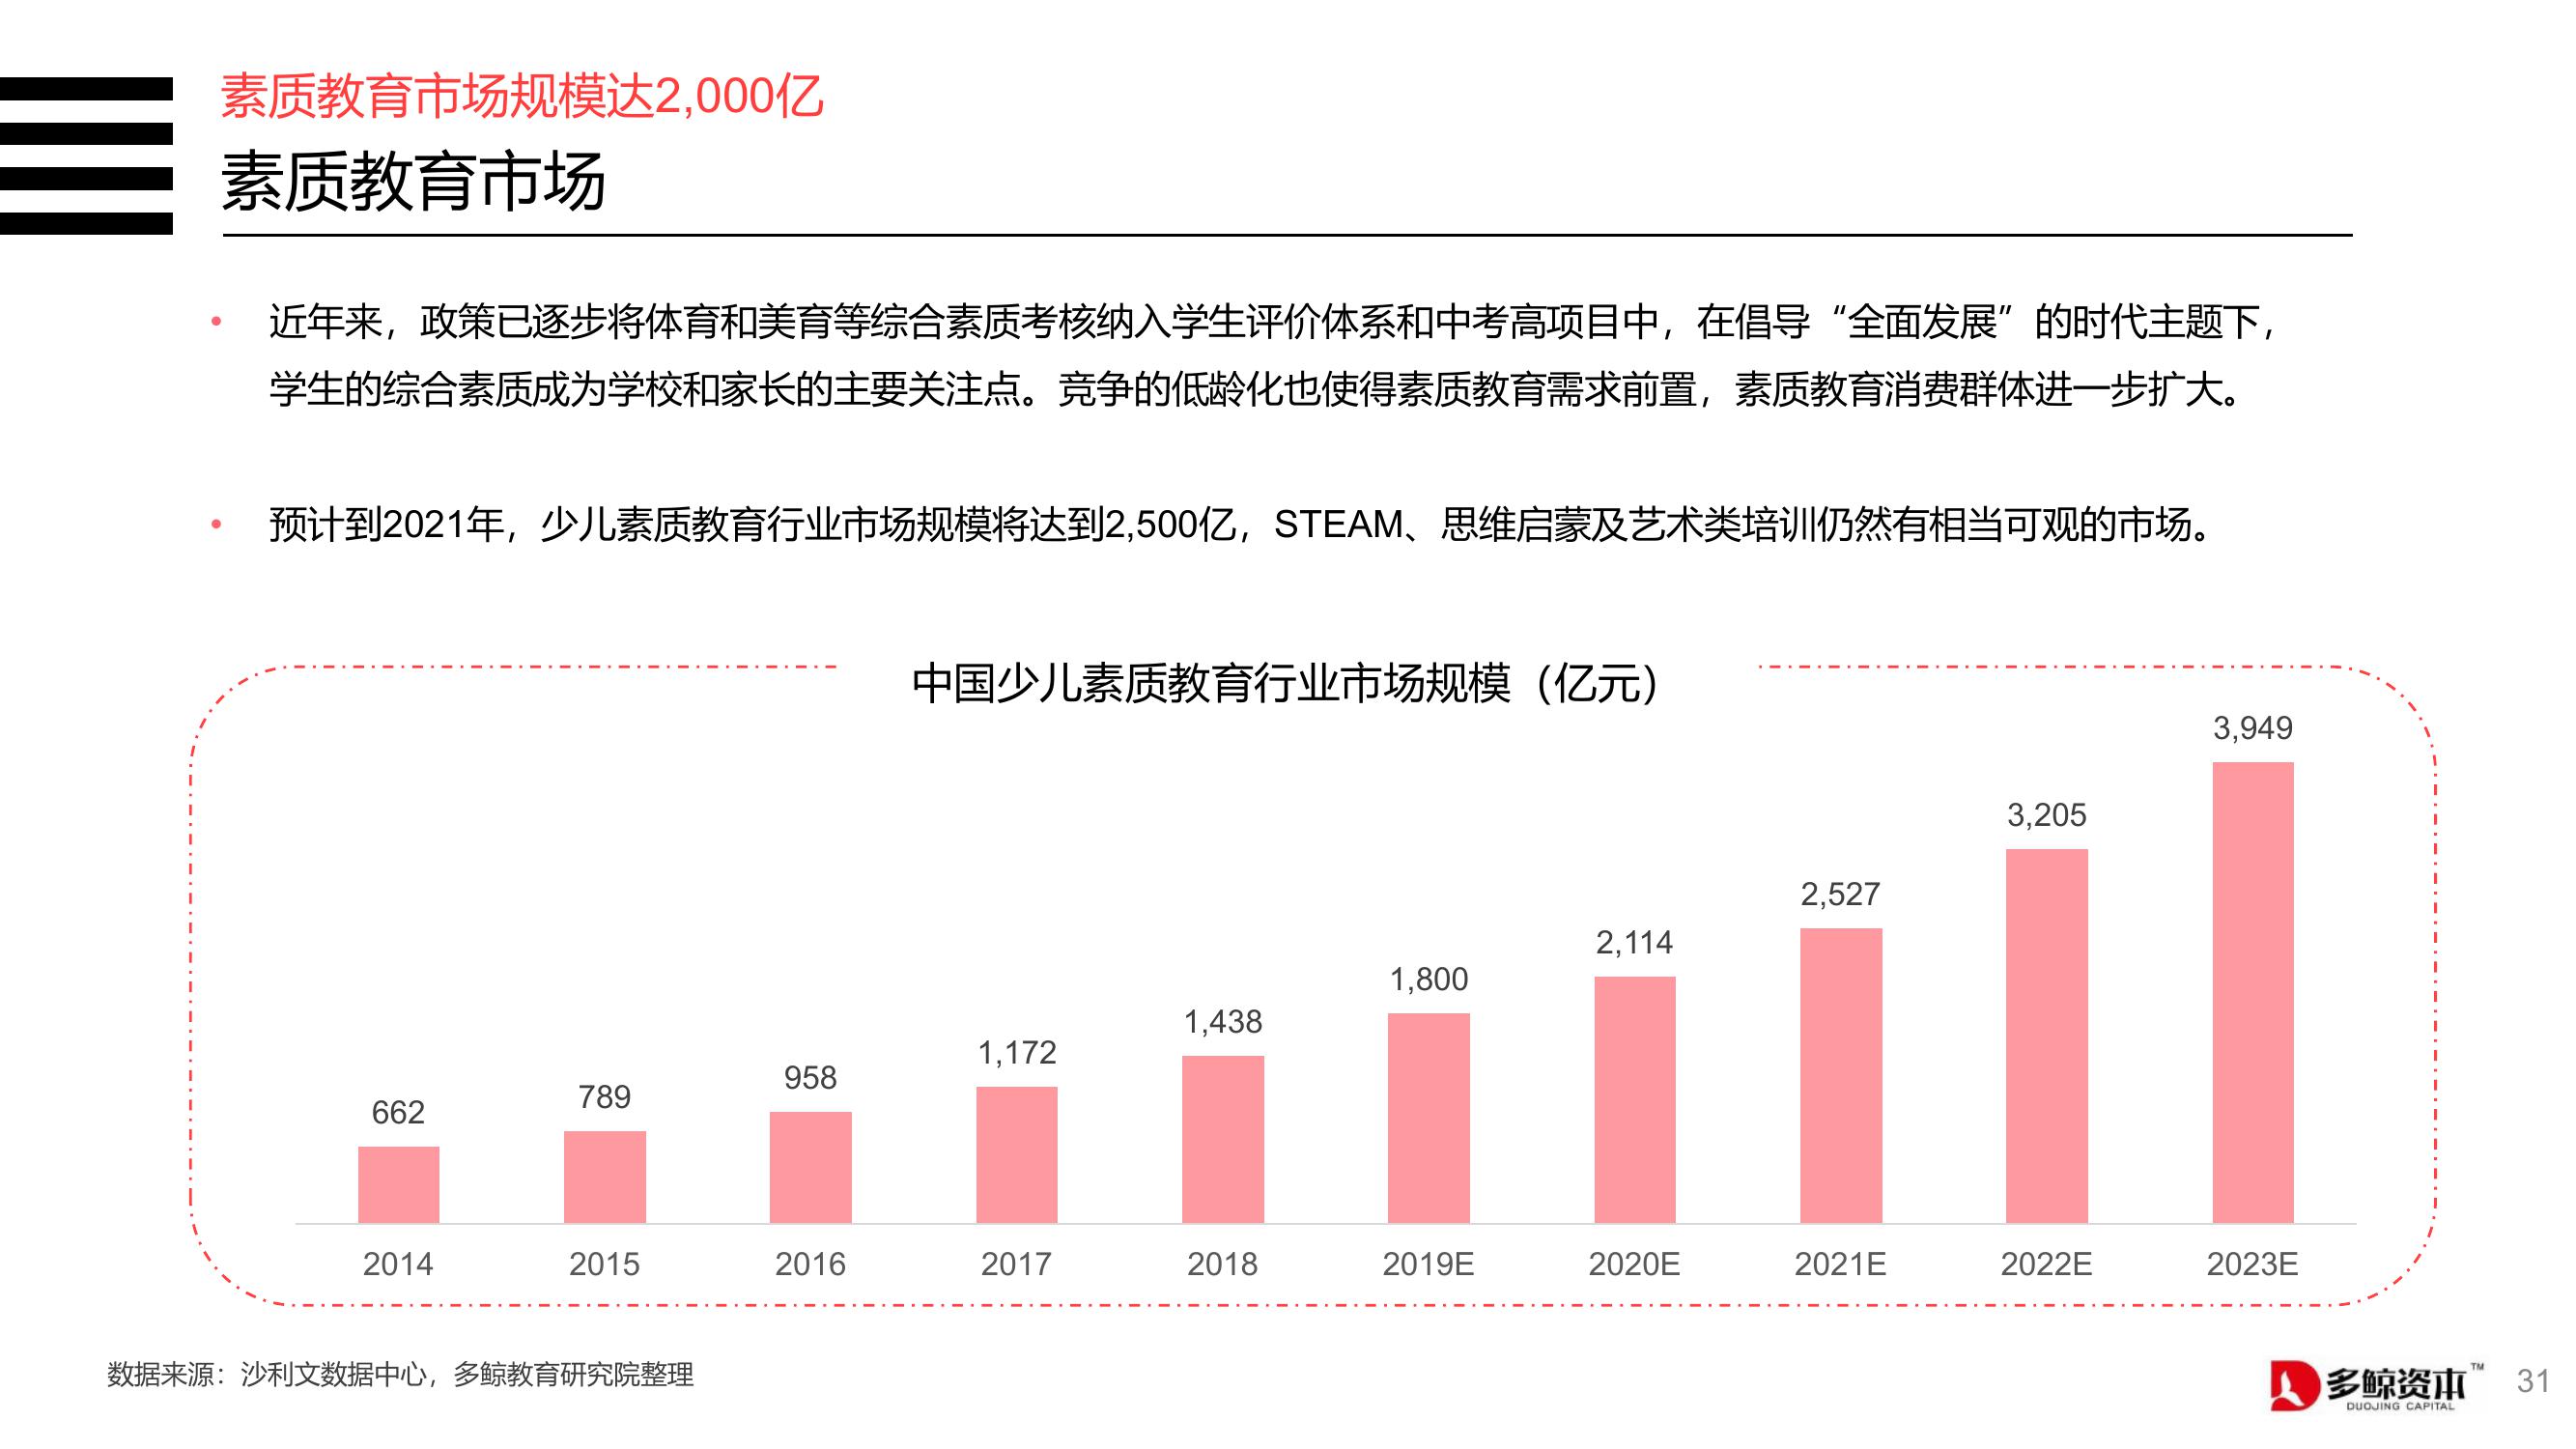 素质教育市场规模达2,000亿
素质教育市场
• 近年来，政策已逐步将体育和美育等综合素质考核纳入学生评价体系和中考高项目中，在倡导“全面发展”的时代主题下，
学生的综合素质成为学校和家长的主要关注点。竞争的低龄化也使得素质教育需求前置，素质教育消费群体进一步扩大。
• 预计到2021年，少儿素质教育行业市场规模将达到2,500亿，STEAM、思维启蒙及艺术类培训仍然有相当可观的市场。
中国少儿素质教育行业市场规模（亿元）
662 789 958 1,172 1,438 1,800 2,114 2,527 3,205 3,949
2014 2015 2016 2017 2018 2019E 2020E 2021E 2022E 2023E
数据来源：沙利文数据中心，多鲸教育研究院整理
多鲸资本™
DUOJING CAPITAL
31